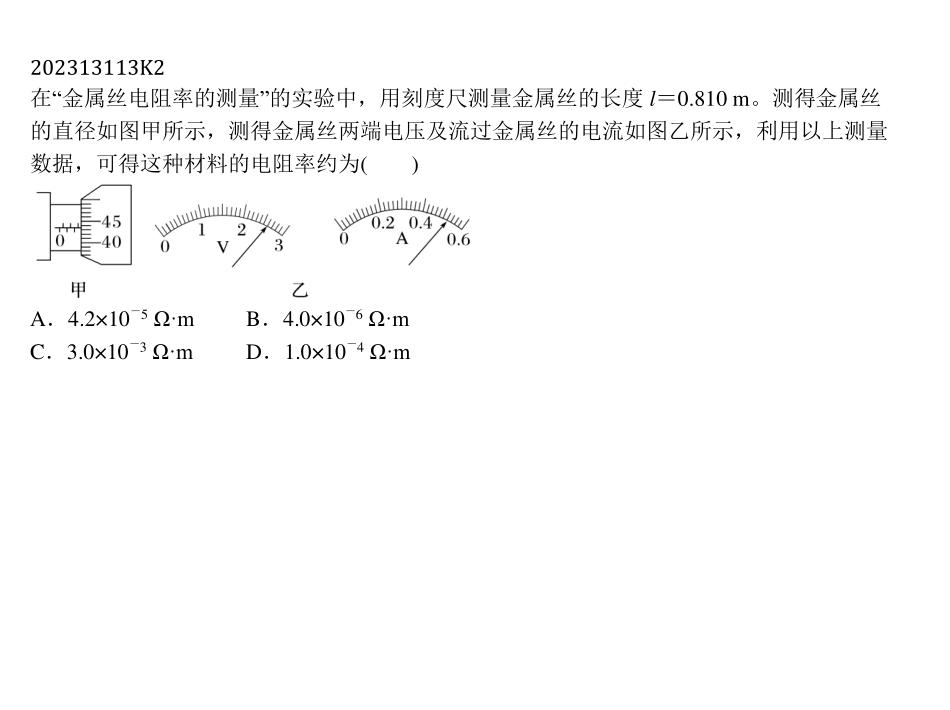 202313113K2
在“金属丝电阻率的测量”的实验中，用刻度尺测量金属丝的长度 l＝0.810 m。测得金属丝
的直径如图甲所示，测得金属丝两端电压及流过金属丝的电流如图乙所示，利用以上测量
数据，可得这种材料的电阻率约为(　　)
0 45 40
0 1 2 3 V
0 0.2 0.4 0.6 A
甲 乙
A．4.2×10⁻⁵ Ω·m B．4.0×10⁻⁶ Ω·m
C．3.0×10⁻³ Ω·m D．1.0×10⁻⁴ Ω·m